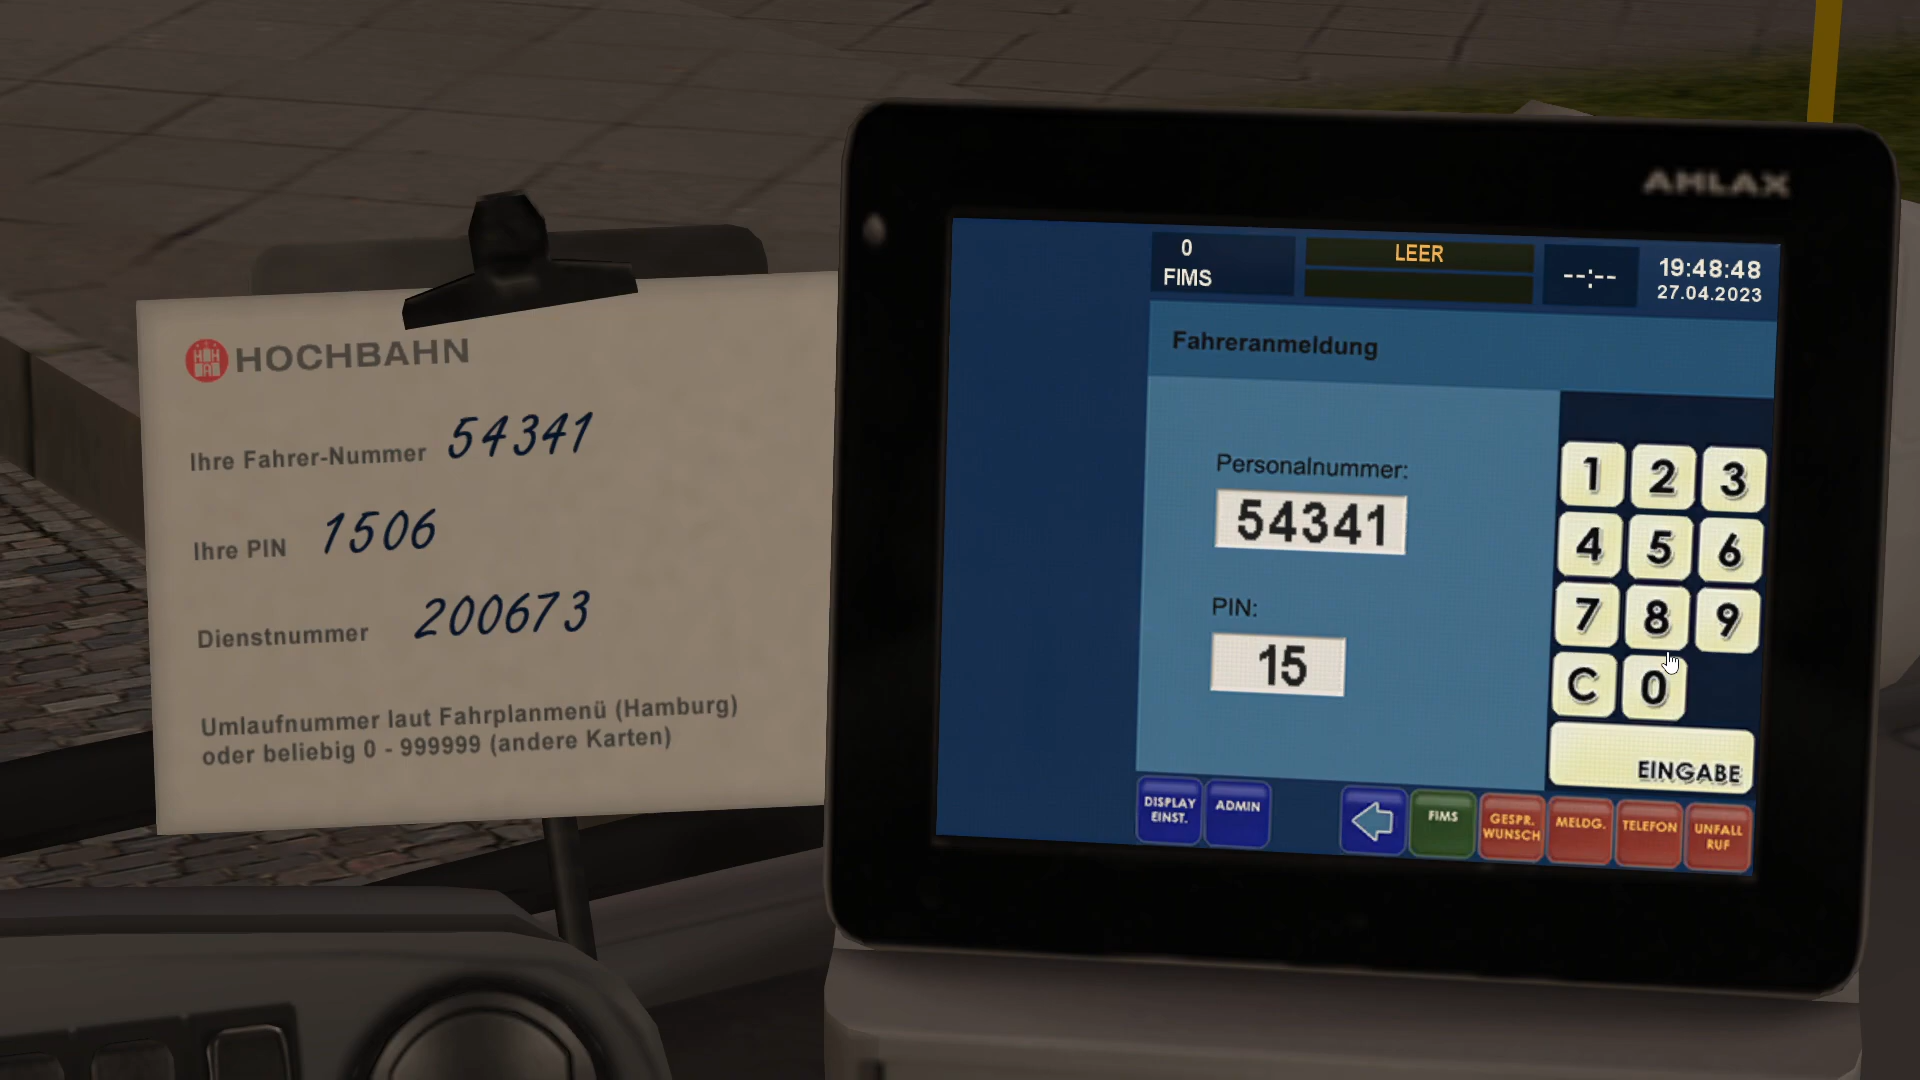 HOCHBAHN
Ihre Fahrer-Nummer 54341
Ihre PIN 1506
Dienstnummer 200673
Umlaufnummer laut Fahrplanmenü (Hamburg)
oder beliebig 0 - 999999 (andere Karten)
AHLAX
0
FIMS
LEER
--:--
19:48:48
27.04.2023
Fahreranmeldung
Personalnummer:
54341
PIN:
15
1 2 3
4 5 6
7 8 9
C 0
EINGABE
DISPLAY
EINST.
ADMIN
FIMS
GESPR.
WUNSCH
MELDG.
TELEFON
UNFALL
RUF